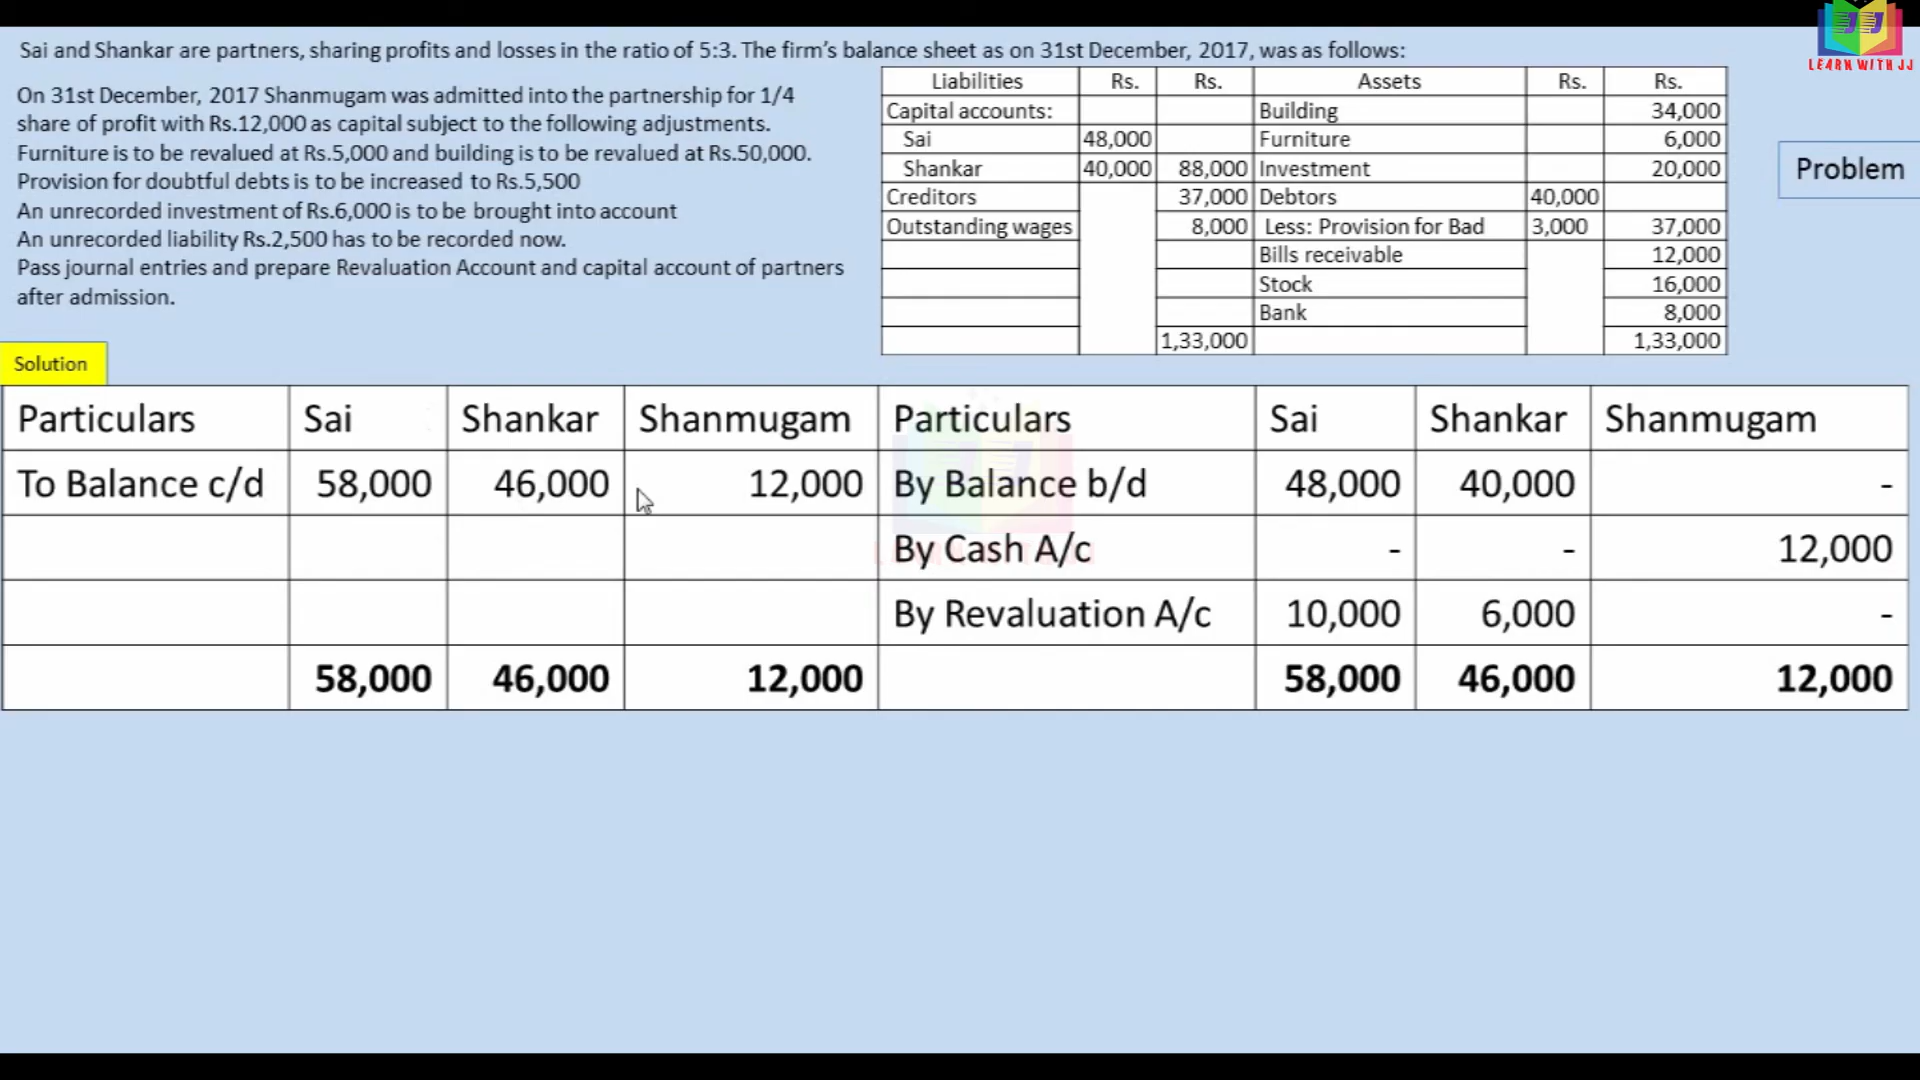 LEARN WITH JJ
Sai and Shankar are partners, sharing profits and losses in the ratio of 5:3. The firm's balance sheet as on 31st December, 2017, was as follows:
On 31st December, 2017 Shanmugam was admitted into the partnership for 1/4
share of profit with Rs.12,000 as capital subject to the following adjustments.
Furniture is to be revalued at Rs.5,000 and building is to be revalued at Rs.50,000.
Provision for doubtful debts is to be increased to Rs.5,500
An unrecorded investment of Rs.6,000 is to be brought into account
An unrecorded liability Rs.2,500 has to be recorded now.
Pass journal entries and prepare Revaluation Account and capital account of partners
after admission.
Liabilities Rs. Rs. Assets Rs. Rs.
Capital accounts: Building 34,000
Sai 48,000 Furniture 6,000
Shankar 40,000 88,000 Investment 20,000
Creditors 37,000 Debtors 40,000
Outstanding wages 8,000 Less: Provision for Bad 3,000 37,000
Bills receivable 12,000
Stock 16,000
Bank 8,000
1,33,000 1,33,000
Problem
Solution
Particulars Sai Shankar Shanmugam Particulars Sai Shankar Shanmugam
To Balance c/d 58,000 46,000 12,000 By Balance b/d 48,000 40,000 -
By Cash A/c - - 12,000
By Revaluation A/c 10,000 6,000 -
58,000 46,000 12,000 58,000 46,000 12,000